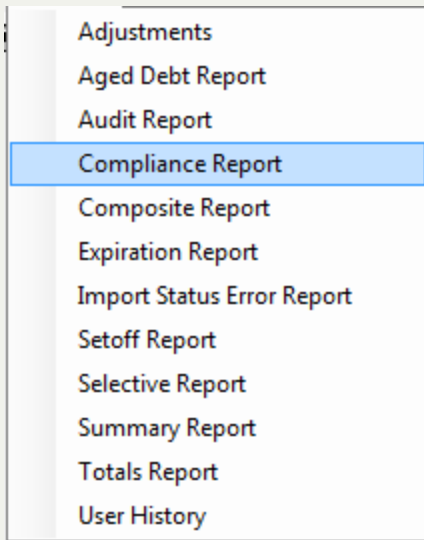 Adjustments
Aged Debt Report
Audit Report
Compliance Report
Composite Report
Expiration Report
Import Status Error Report
Setoff Report
Selective Report
Summary Report
Totals Report
User History